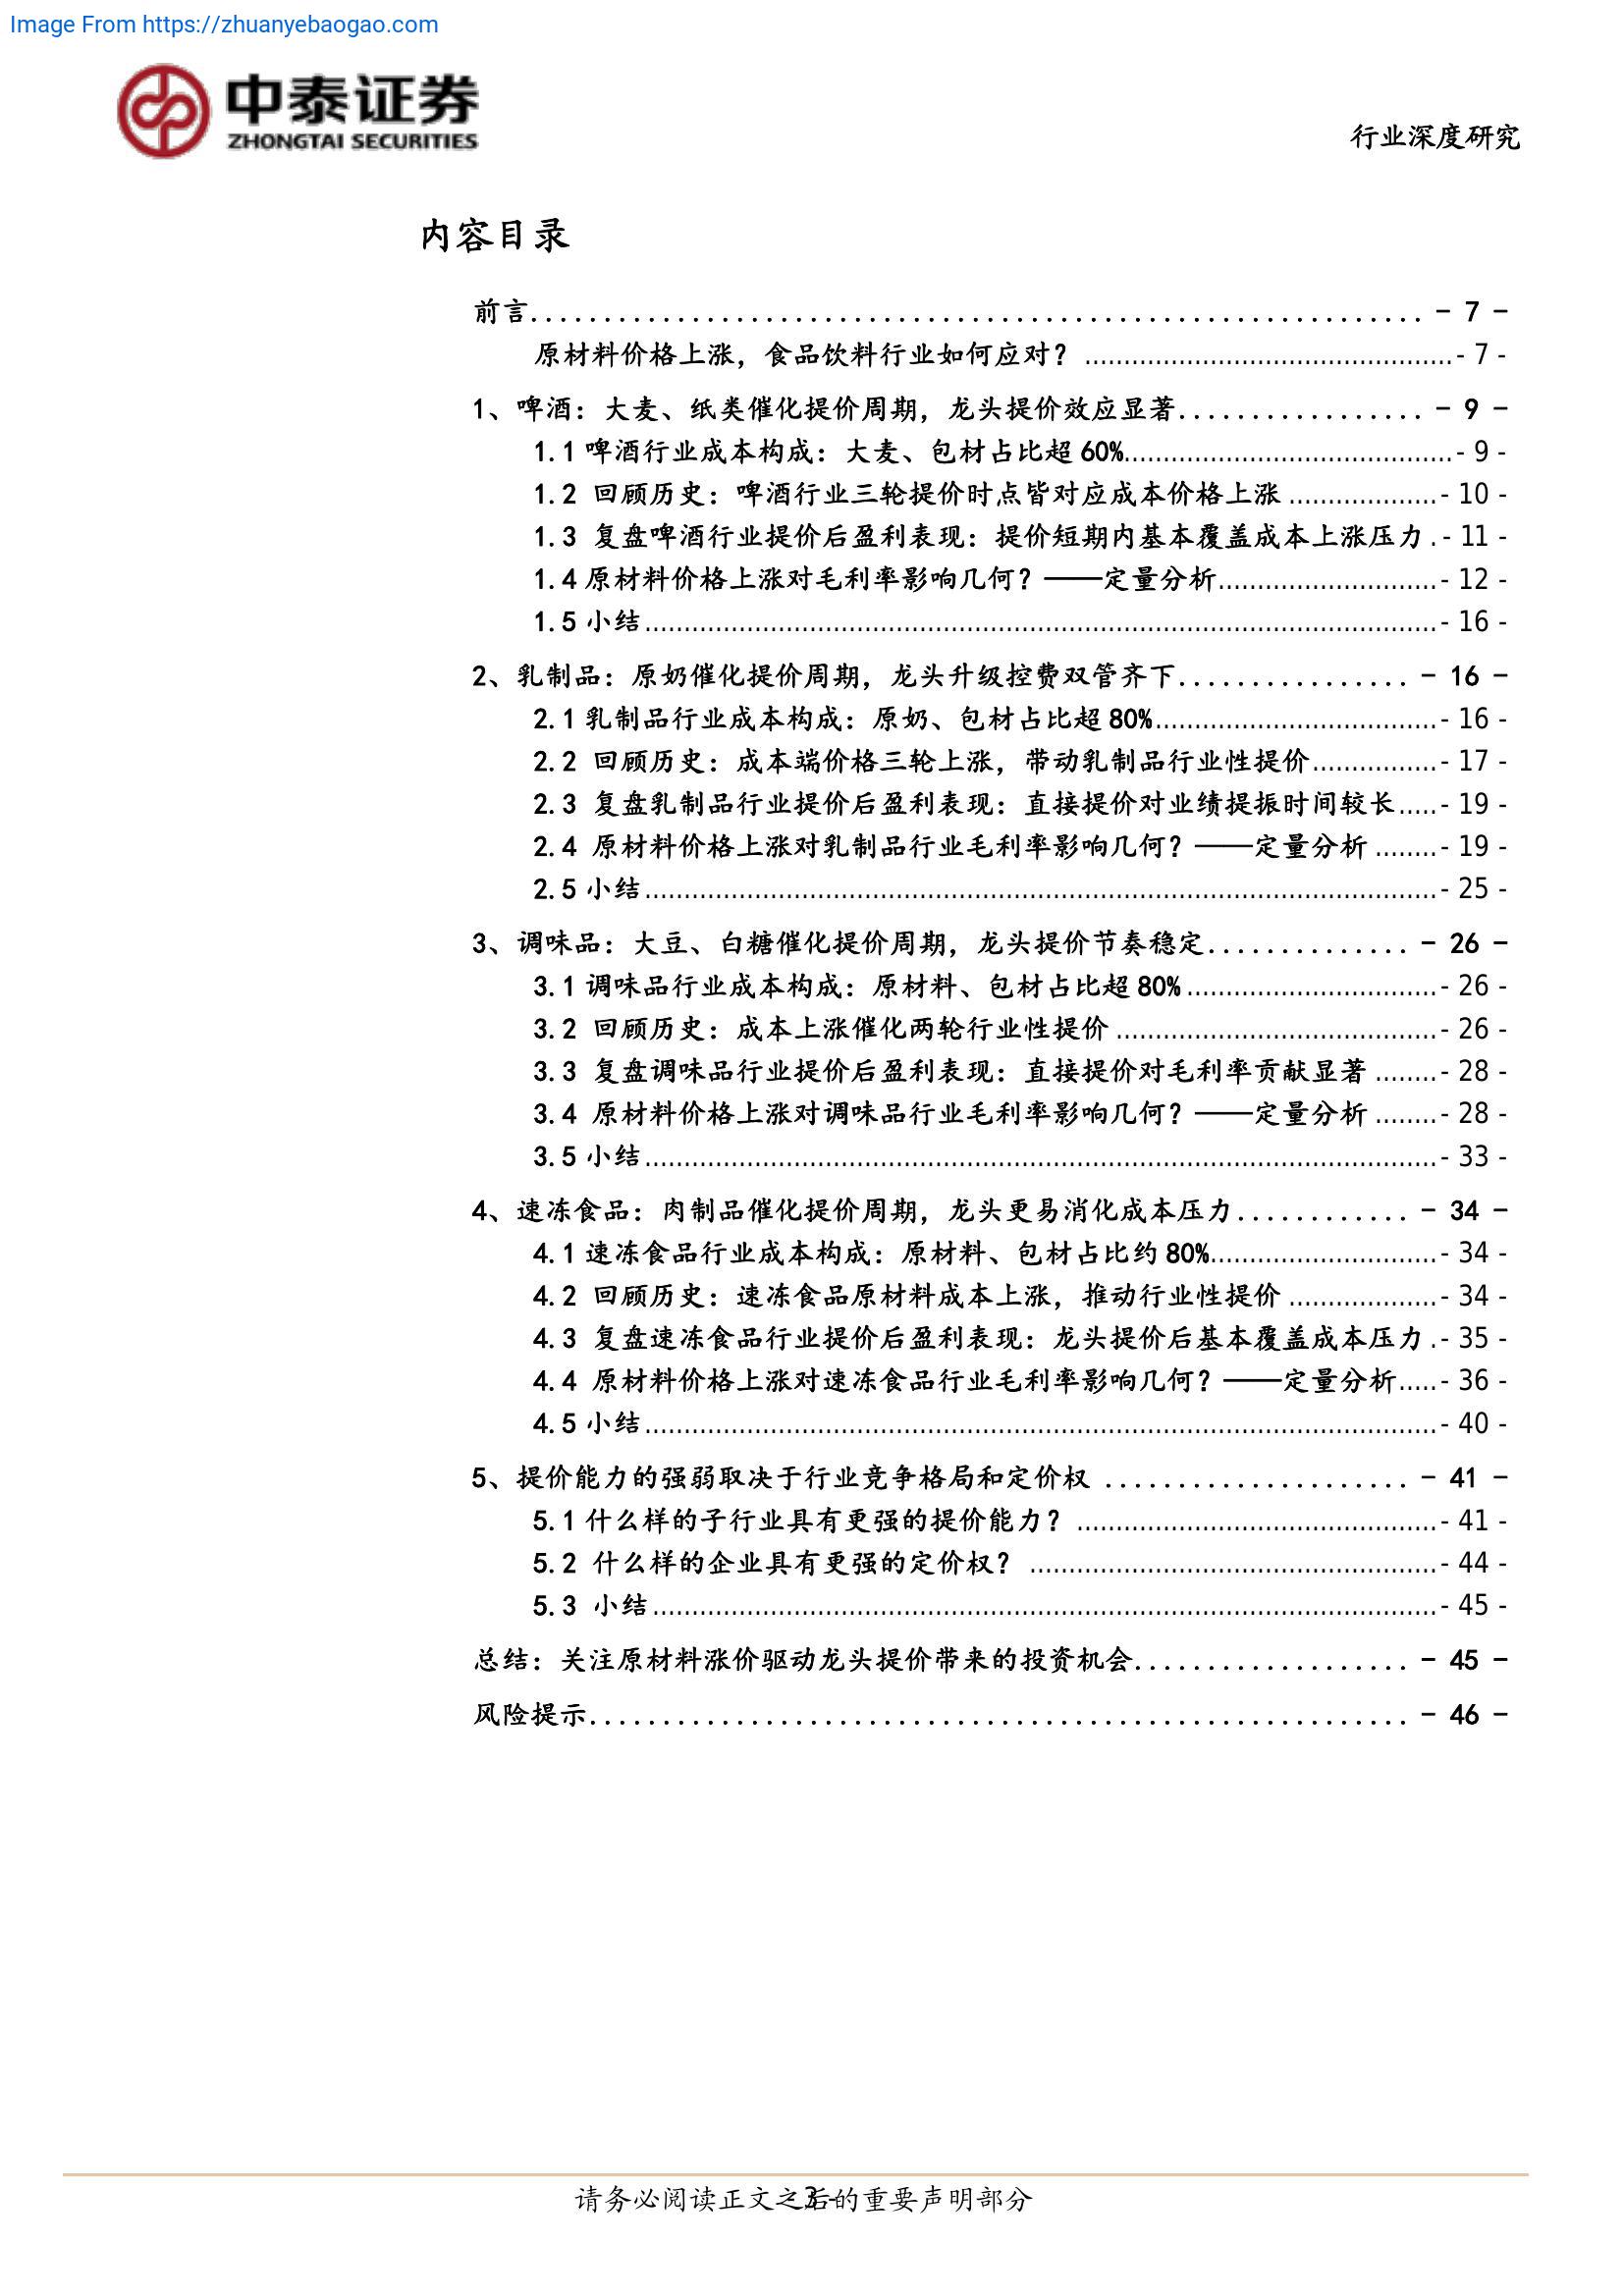 Image From https://zhuanyebaogao.com
中泰证券
ZHONGTAI SECURITIES
行业深度研究
内容目录
前言............................................................. - 7 -
原材料价格上涨，食品饮料行业如何应对？ ...............................................- 7 -
1、啤酒：大麦、纸类催化提价周期，龙头提价效应显著................. - 9 -
1.1 啤酒行业成本构成：大麦、包材占比超 60%..........................................- 9 -
1.2 回顾历史：啤酒行业三轮提价时点皆对应成本价格上涨 ...................- 10 -
1.3 复盘啤酒行业提价后盈利表现：提价短期内基本覆盖成本上涨压力 .- 11 -
1.4 原材料价格上涨对毛利率影响几何？——定量分析............................- 12 -
1.5 小结.....................................................................................................- 16 -
2、乳制品：原奶催化提价周期，龙头升级控费双管齐下................ - 16 -
2.1 乳制品行业成本构成：原奶、包材占比超 80%....................................- 16 -
2.2 回顾历史：成本端价格三轮上涨，带动乳制品行业性提价................- 17 -
2.3 复盘乳制品行业提价后盈利表现：直接提价对业绩提振时间较长.....- 19 -
2.4 原材料价格上涨对乳制品行业毛利率影响几何？——定量分析 ........- 19 -
2.5 小结.....................................................................................................- 25 -
3、调味品：大豆、白糖催化提价周期，龙头提价节奏稳定.............. - 26 -
3.1 调味品行业成本构成：原材料、包材占比超 80% ................................- 26 -
3.2 回顾历史：成本上涨催化两轮行业性提价 .........................................- 26 -
3.3 复盘调味品行业提价后盈利表现：直接提价对毛利率贡献显著 ........- 28 -
3.4 原材料价格上涨对调味品行业毛利率影响几何？——定量分析 ........- 28 -
3.5 小结.....................................................................................................- 33 -
4、速冻食品：肉制品催化提价周期，龙头更易消化成本压力............ - 34 -
4.1 速冻食品行业成本构成：原材料、包材占比约 80%.............................- 34 -
4.2 回顾历史：速冻食品原材料成本上涨，推动行业性提价 ...................- 34 -
4.3 复盘速冻食品行业提价后盈利表现：龙头提价后基本覆盖成本压力 .- 35 -
4.4 原材料价格上涨对速冻食品行业毛利率影响几何？——定量分析.....- 36 -
4.5 小结.....................................................................................................- 40 -
5、提价能力的强弱取决于行业竞争格局和定价权 ..................... - 41 -
5.1 什么样的子行业具有更强的提价能力？ ..............................................- 41 -
5.2 什么样的企业具有更强的定价权？ ....................................................- 44 -
5.3 小结....................................................................................................- 45 -
总结：关注原材料涨价驱动龙头提价带来的投资机会................... - 45 -
风险提示........................................................ - 46 -
请务必阅读正文之后的重要声明部分
- 3 -